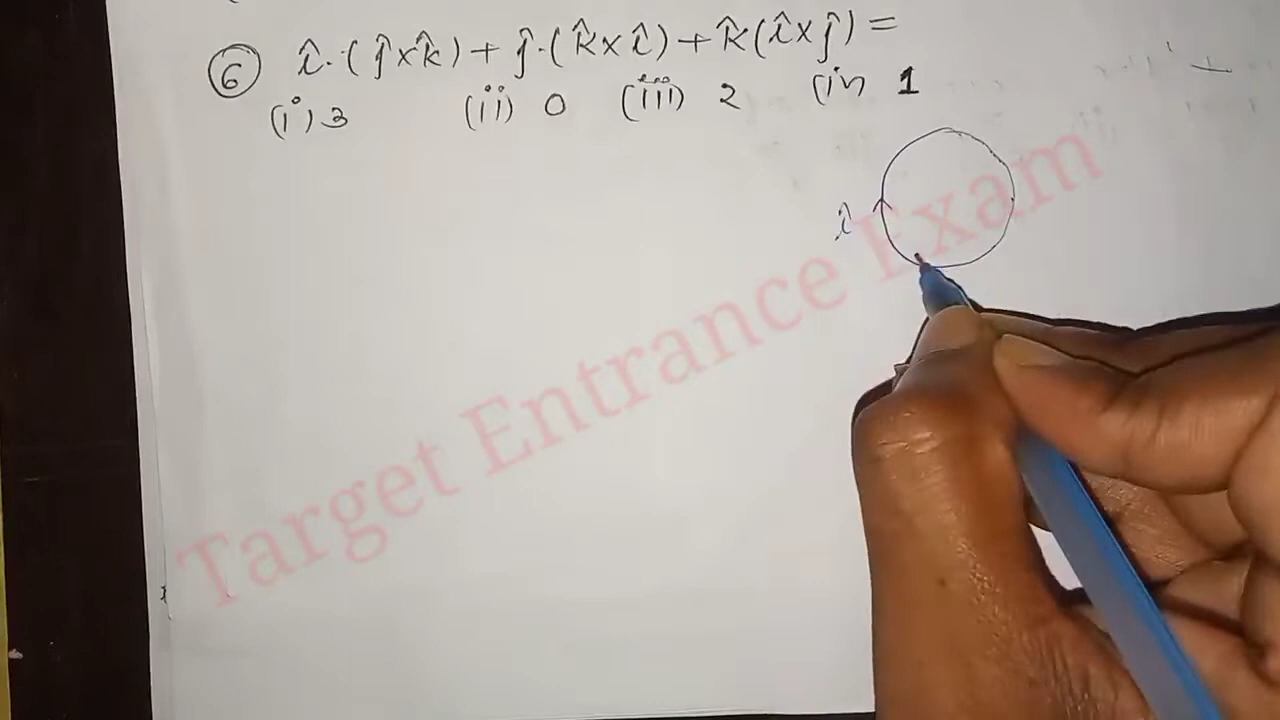 ⑥ î·(ĵ×k̂)+ĵ·(k̂×î)+k̂(î×ĵ)=
(i) 3 (ii) 0 (iii) 2 (iv) 1
î
Target Entrance Exam